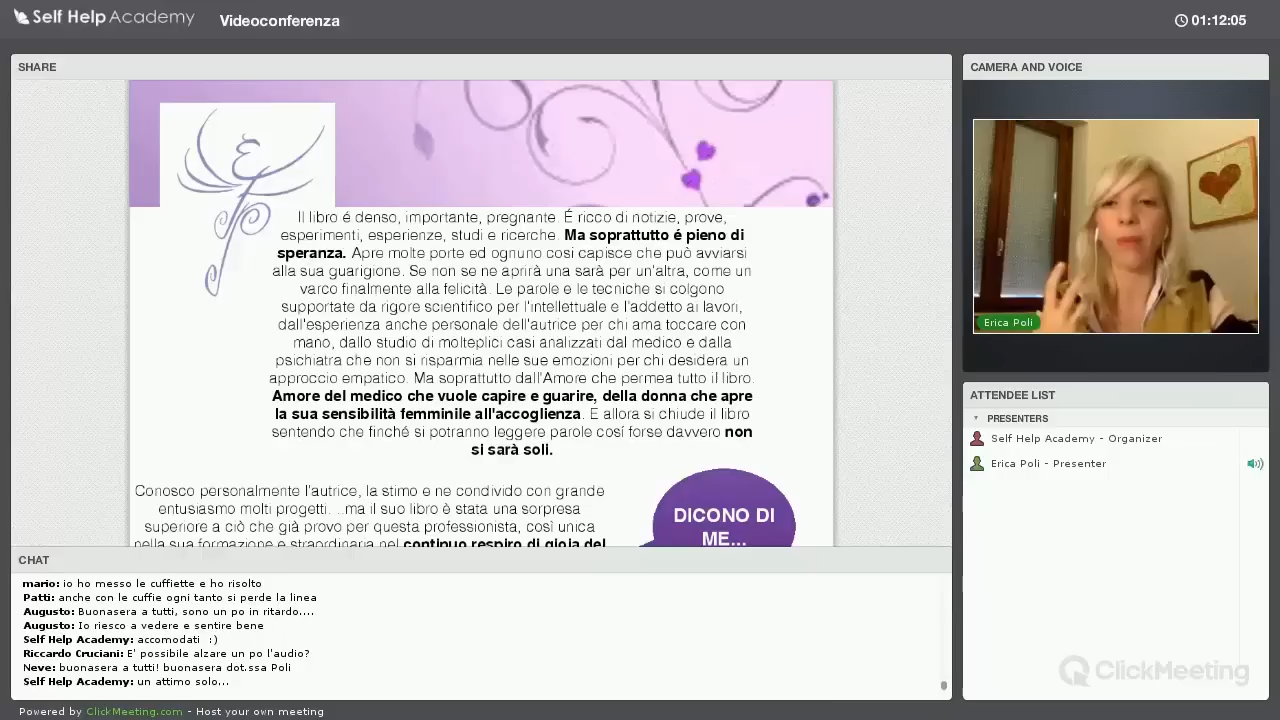 Self Help Academy
Videoconferenza
01:12:05
SHARE
Il libro é denso, importante, pregnante. É ricco di notizie, prove,
esperimenti, esperienze, studi e ricerche. Ma soprattutto é pieno di
speranza. Apre molte porte ed ognuno cosí capisce che può avviarsi
alla sua guarigione. Se non se ne aprirà una sarà per un'altra, come un
varco finalmente alla felicità. Le parole e le tecniche si colgono
supportate da rigore scientifico per l'intellettuale e l'addetto ai lavori,
dall'esperienza anche personale dell'autrice per chi ama toccare con
mano, dallo studio di molteplici casi analizzati dal medico e dalla
psichiatra che non si risparmia nelle sue emozioni per chi desidera un
approccio empatico. Ma soprattutto dall'Amore che permea tutto il libro.
Amore del medico che vuole capire e guarire, della donna che apre
la sua sensibilità femminile all'accoglienza. E allora si chiude il libro
sentendo che finché si potranno leggere parole cosí forse davvero non
si sarà soli.
Conosco personalmente l'autrice, la stimo e ne condivido con grande
entusiasmo molti progetti. ..ma il suo libro è stata una sorpresa
superiore a ciò che già provo per questa professionista, così unica
nella sua formazione e straordinaria nel continuo respiro di gioia del
DICONO DI
ME...
CHAT
mario: io ho messo le cuffiette e ho risolto
Patti: anche con le cuffie ogni tanto si perde la linea
Augusto: Buonasera a tutti, sono un po in ritardo....
Augusto: Io riesco a vedere e sentire bene
Self Help Academy: accomodati :)
Riccardo Cruciani: E' possibile alzare un po l'audio?
Neve: buonasera a tutti! buonasera dot.ssa Poli
Self Help Academy: un attimo solo...
CAMERA AND VOICE
Erica Poli
ATTENDEE LIST
PRESENTERS
Self Help Academy - Organizer
Erica Poli - Presenter
ClickMeeting
Powered by ClickMeeting.com - Host your own meeting